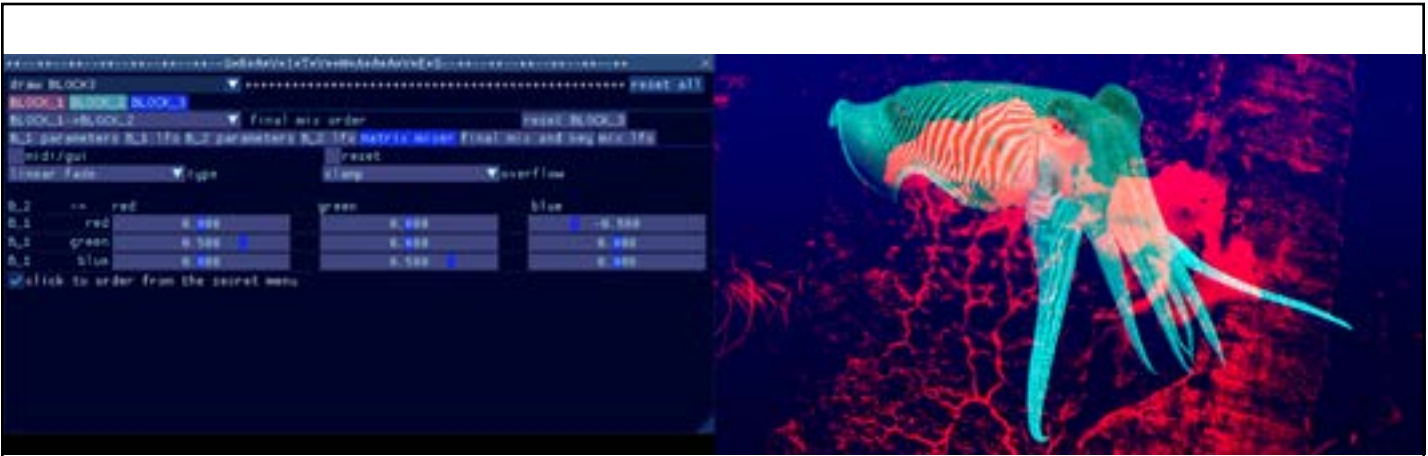 draw BLOCK3 reset all
BLOCK_1 BLOCK_2 BLOCK_3
BLOCK_1->BLOCK_2 final mix order reset BLOCK_3
B_1 parameters B_1 lfo B_2 parameters B_2 lfo matrix mixer final mix and key mix lfo
midi/gui reset
linear fade type clamp overflow
B_2 -> red green blue
B_1 red 0.000 0.000 -0.500
B_1 green 0.500 0.000 0.000
B_1 blue 0.000 0.500 0.000
click to order from the secret menu